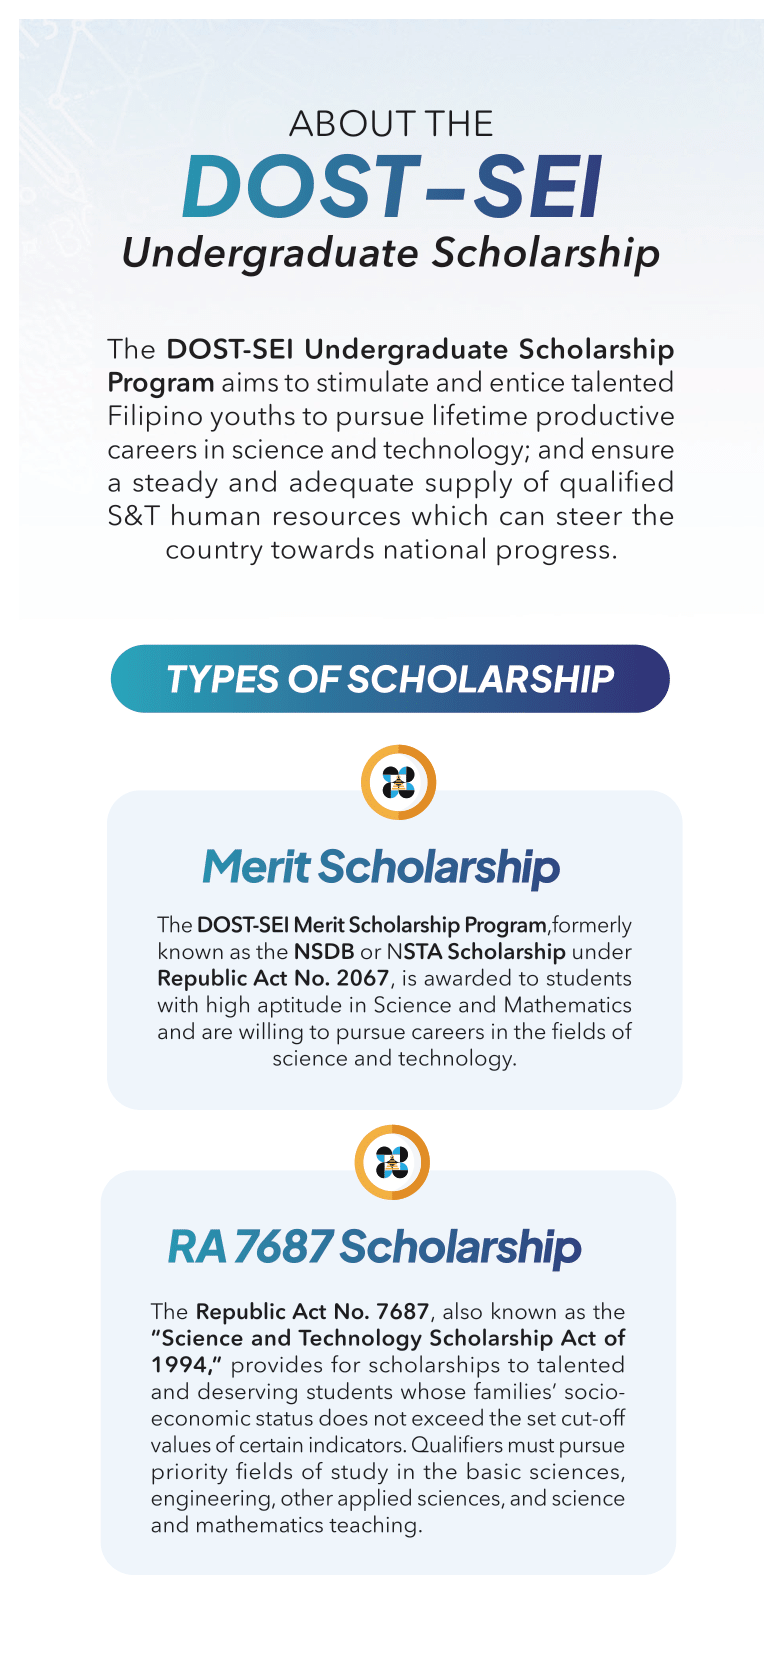 ABOUT THE
DOST-SEI
Undergraduate Scholarship
The DOST-SEI Undergraduate Scholarship
Program aims to stimulate and entice talented
Filipino youths to pursue lifetime productive
careers in science and technology; and ensure
a steady and adequate supply of qualified
S&T human resources which can steer the
country towards national progress.
TYPES OF SCHOLARSHIP
Merit Scholarship
The DOST-SEI Merit Scholarship Program,formerly
known as the NSDB or NSTA Scholarship under
Republic Act No. 2067, is awarded to students
with high aptitude in Science and Mathematics
and are willing to pursue careers in the fields of
science and technology.
RA 7687 Scholarship
The Republic Act No. 7687, also known as the
“Science and Technology Scholarship Act of
1994,” provides for scholarships to talented
and deserving students whose families’ socio-
economic status does not exceed the set cut-off
values of certain indicators. Qualifiers must pursue
priority fields of study in the basic sciences,
engineering, other applied sciences, and science
and mathematics teaching.